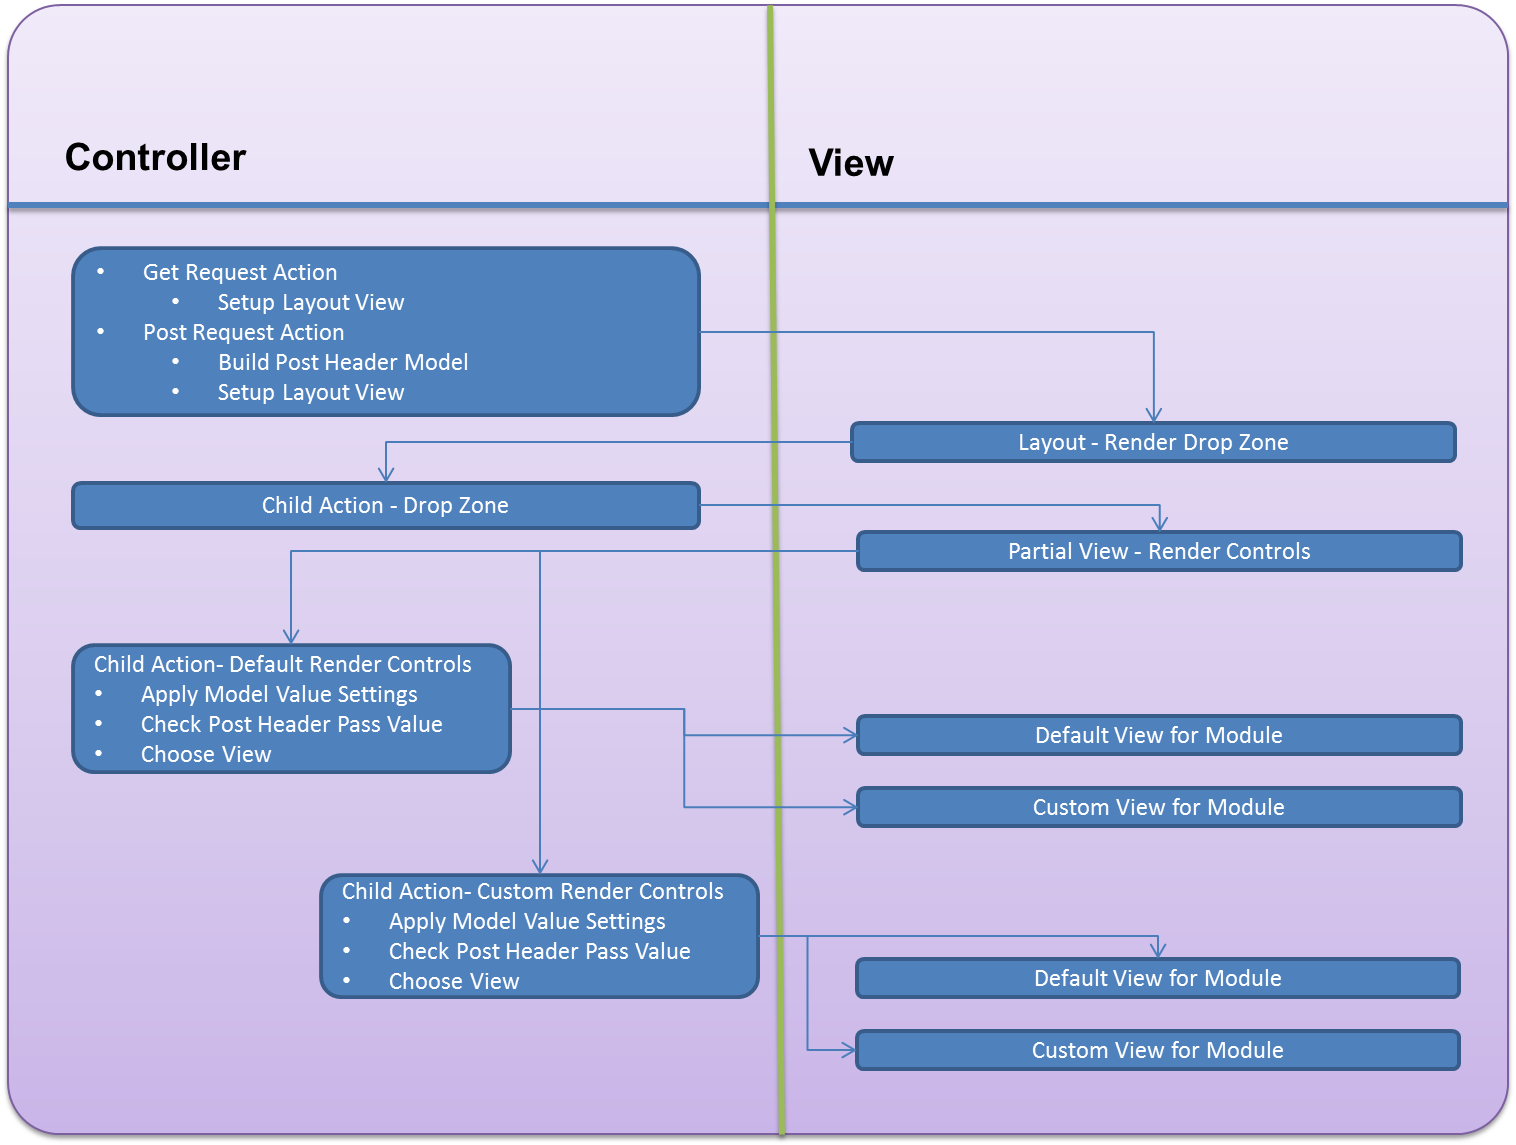 Controller
View
• Get Request Action
• Setup Layout View
• Post Request Action
• Build Post Header Model
• Setup Layout View
Layout - Render Drop Zone
Child Action - Drop Zone
Partial View - Render Controls
Child Action- Default Render Controls
• Apply Model Value Settings
• Check Post Header Pass Value
• Choose View
Default View for Module
Custom View for Module
Child Action- Custom Render Controls
• Apply Model Value Settings
• Check Post Header Pass Value
• Choose View
Default View for Module
Custom View for Module